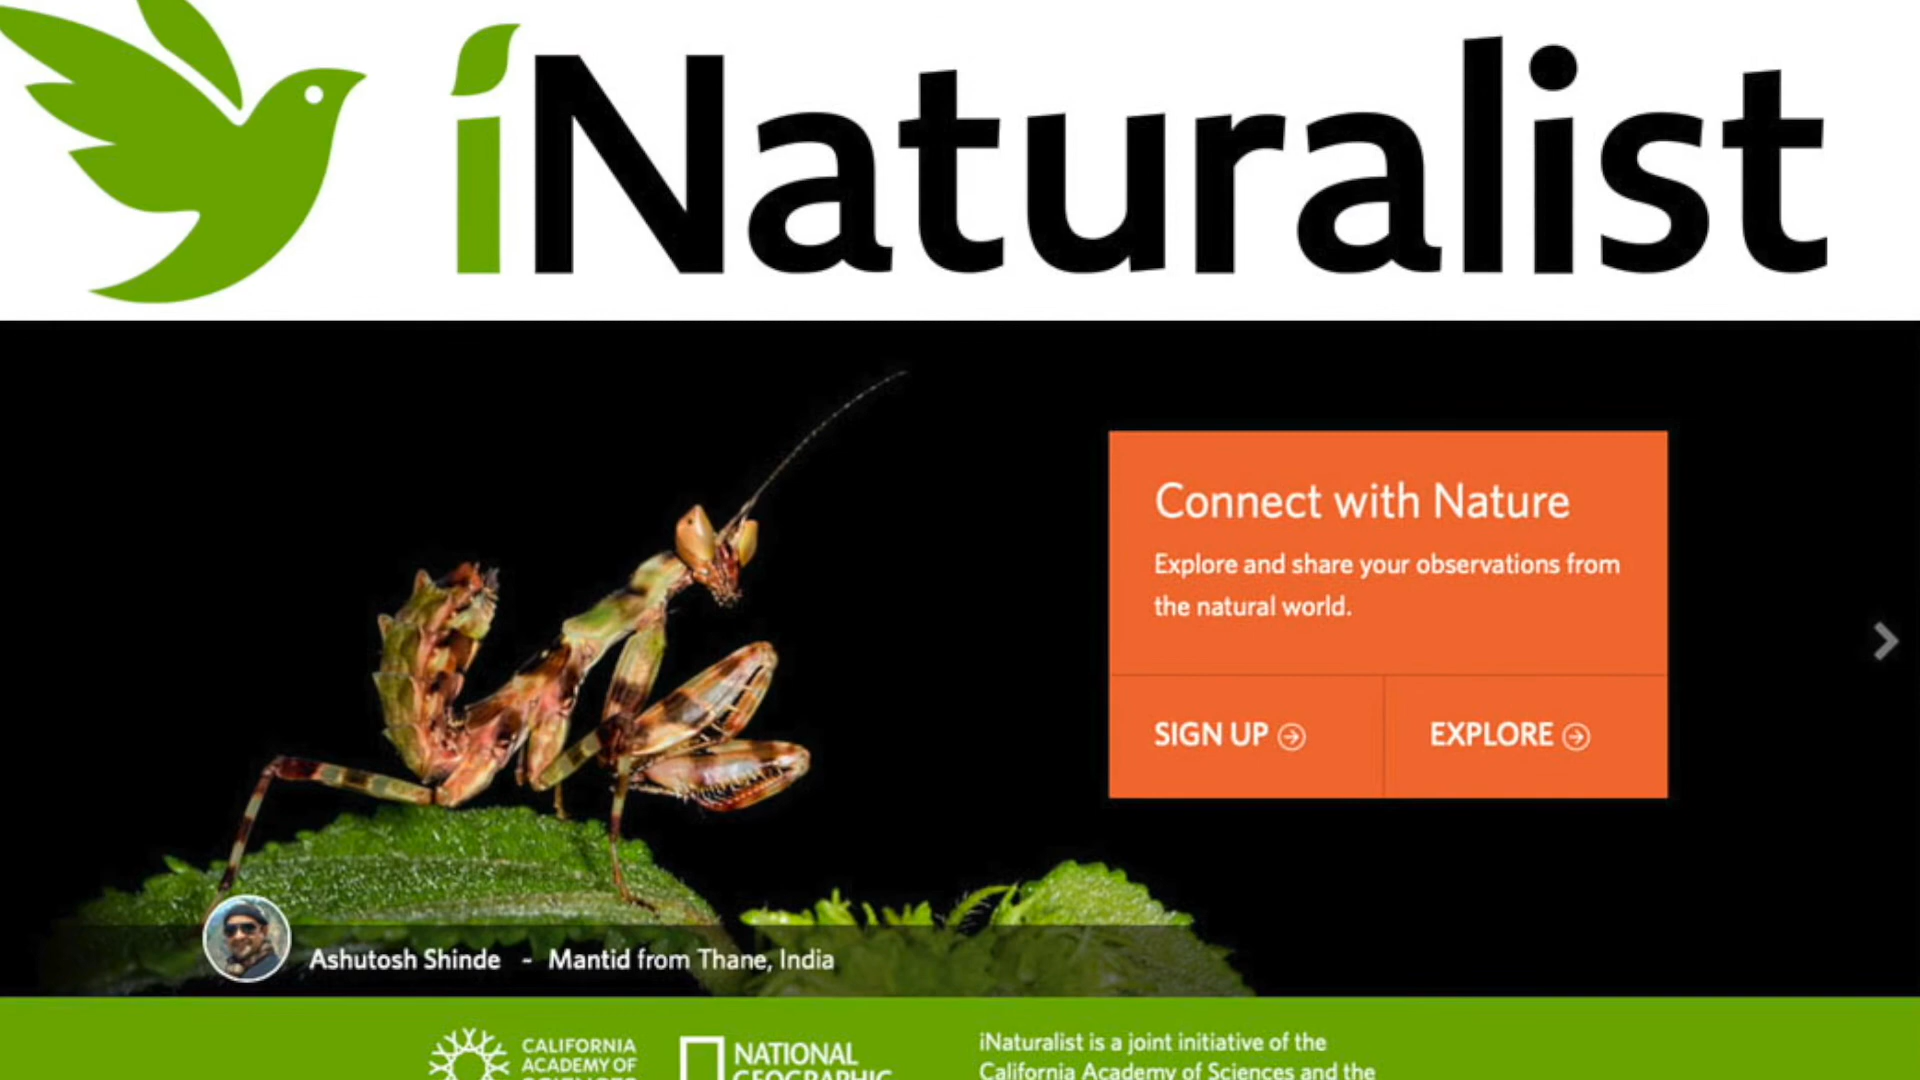 iNaturalist
Connect with Nature
Explore and share your observations from
the natural world.
SIGN UP
EXPLORE
Ashutosh Shinde - Mantid from Thane, India
CALIFORNIA
ACADEMY OF
SCIENCES
NATIONAL
GEOGRAPHIC
iNaturalist is a joint initiative of the
California Academy of Sciences and the